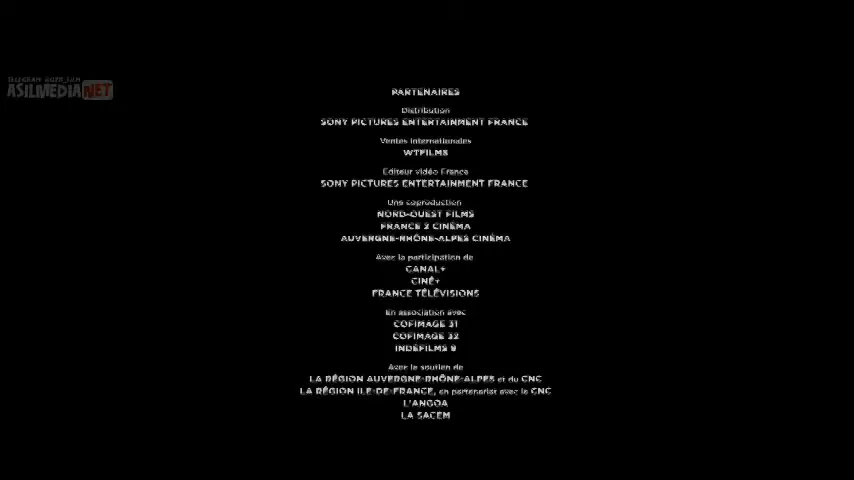 ASILMEDIA.NET
PARTENAIRES
Distribution
SONY PICTURES ENTERTAINMENT FRANCE
Ventes internationales
WTFILMS
Editeur vidéo France
SONY PICTURES ENTERTAINMENT FRANCE
Une coproduction
NORD-OUEST FILMS
FRANCE 2 CINÉMA
AUVERGNE-RHÔNE-ALPES CINÉMA
Avec la participation de
CANAL+
CINÉ+
FRANCE TÉLÉVISIONS
En association avec
COFIMAGE 31
COFIMAGE 32
INDÉFILMS 9
Avec le soutien de
LA RÉGION AUVERGNE-RHÔNE-ALPES et du CNC
LA RÉGION ILE-DE-FRANCE, en partenariat avec le CNC
L'ANGOA
LA SACEM